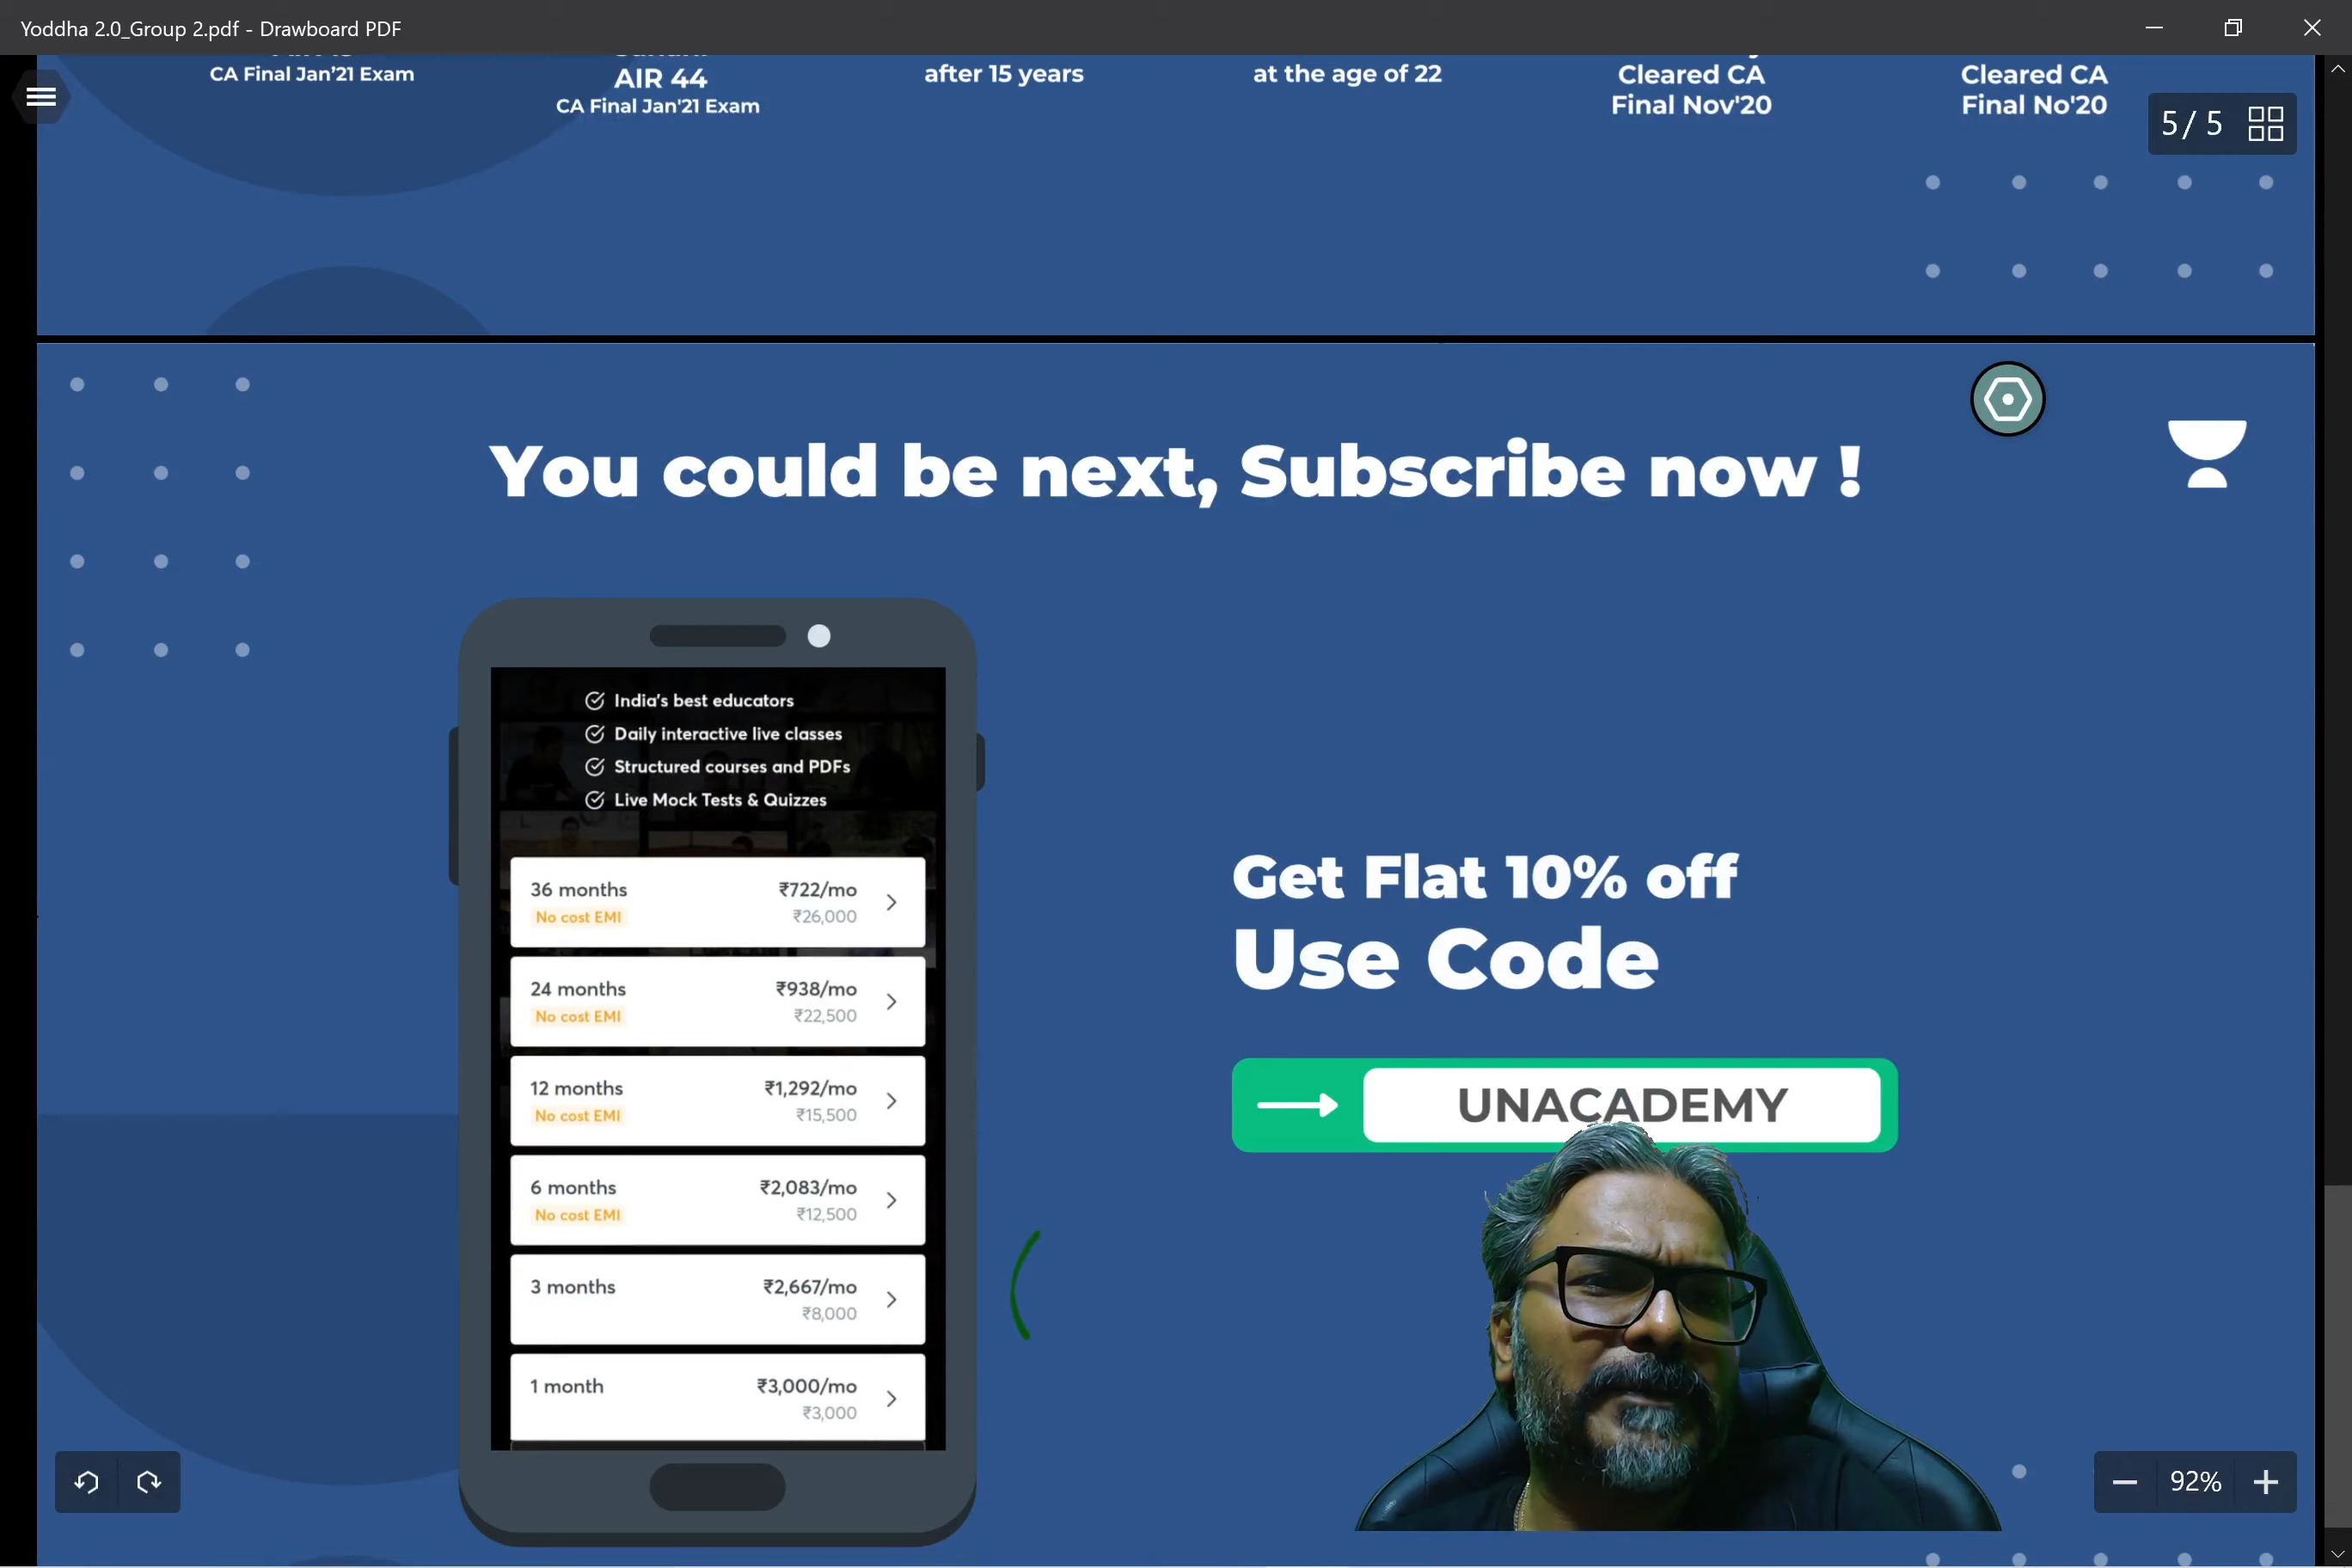 Yoddha 2.0_Group 2.pdf - Drawboard PDF
CA Final Jan'21 Exam
AIR 44
CA Final Jan'21 Exam
after 15 years
at the age of 22
Cleared CA
Final Nov'20
Cleared CA
Final No'20
5/ 5
You could be next, Subscribe now !
India's best educators
Daily interactive live classes
Structured courses and PDFs
Live Mock Tests & Quizzes
36 months ₹722/mo
No cost EMI ₹26,000
24 months ₹938/mo
No cost EMI ₹22,500
12 months ₹1,292/mo
No cost EMI ₹15,500
6 months ₹2,083/mo
No cost EMI ₹12,500
3 months ₹2,667/mo
₹8,000
1 month ₹3,000/mo
₹3,000
Get Flat 10% off
Use Code
UNACADEMY
92%